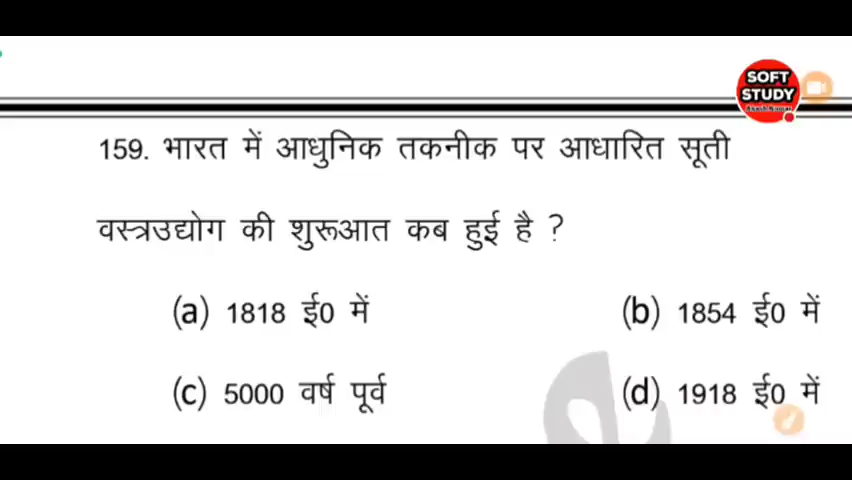 SOFT
STUDY
159. भारत में आधुनिक तकनीक पर आधारित सूती
वस्त्रउद्योग की शुरूआत कब हुई है ?
(a) 1818 ई0 में (b) 1854 ई0 में
(c) 5000 वर्ष पूर्व (d) 1918 ई0 में